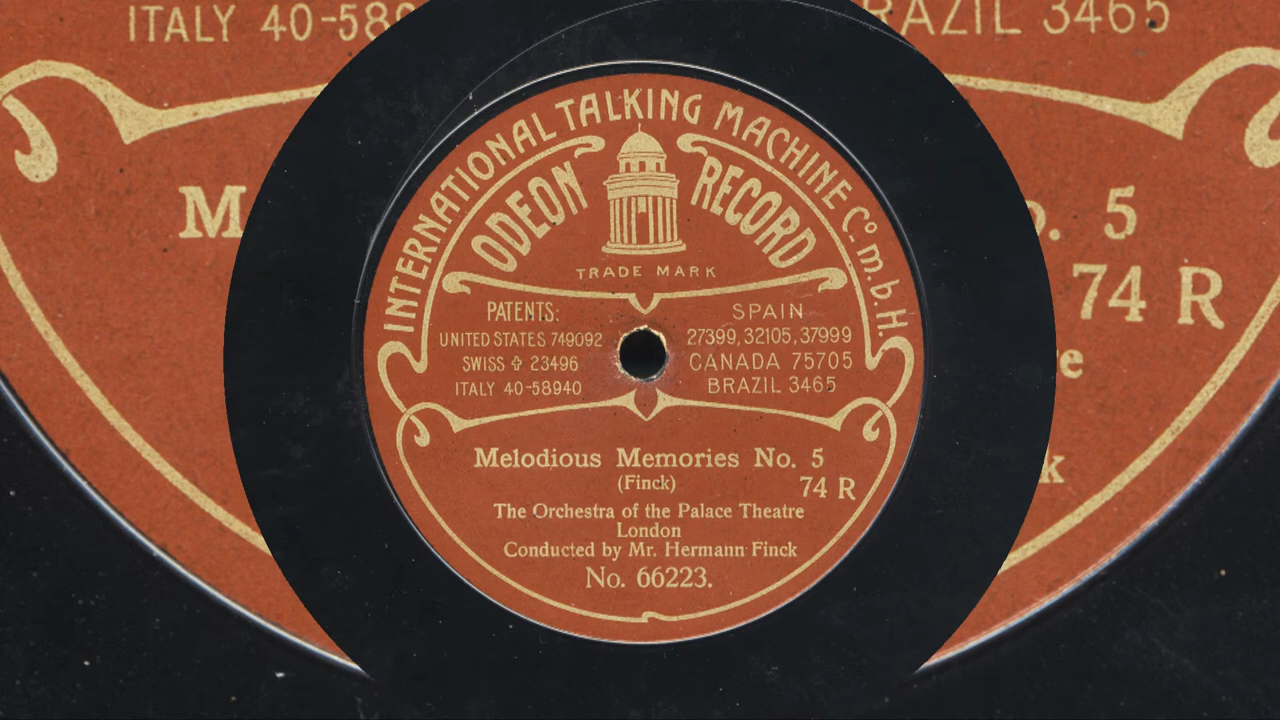 ITALY 40-589
BRAZIL 3465
M
o. 5
74 R
e
k
INTERNATIONAL TALKING MACHINE Co. m.b.H.
ODEON RECORD
TRADE MARK
PATENTS:
UNITED STATES 749092
SWISS ✚ 23496
ITALY 40-58940
SPAIN
27399, 32105, 37999
CANADA 75705
BRAZIL 3465
Melodious Memories No. 5
(Finck)
74 R
The Orchestra of the Palace Theatre
London
Conducted by Mr. Hermann Finck
No. 66223.